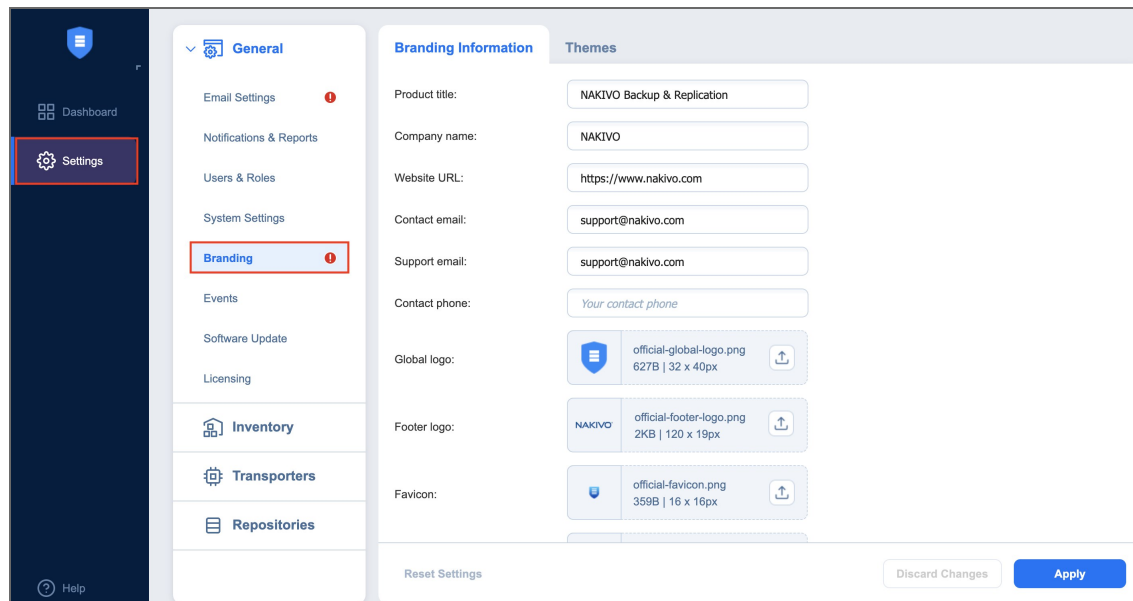 Dashboard
Settings
Help
General
Email Settings
Notifications & Reports
Users & Roles
System Settings
Branding
Events
Software Update
Licensing
Inventory
Transporters
Repositories
Branding Information
Themes
Product title: NAKIVO Backup & Replication
Company name: NAKIVO
Website URL: https://www.nakivo.com
Contact email: support@nakivo.com
Support email: support@nakivo.com
Contact phone: Your contact phone
Global logo:
official-global-logo.png
627B | 32 x 40px
Footer logo:
NAKIVO
official-footer-logo.png
2KB | 120 x 19px
Favicon:
official-favicon.png
359B | 16 x 16px
Reset Settings
Discard Changes
Apply